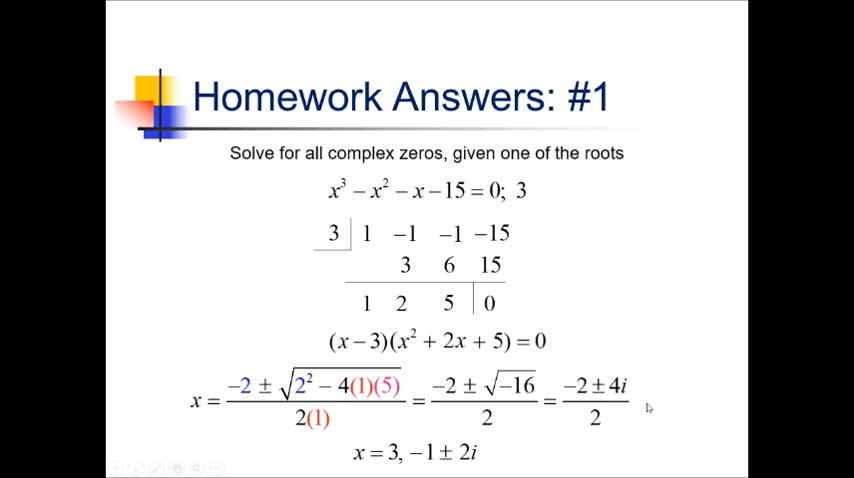 Homework Answers: #1
Solve for all complex zeros, given one of the roots
x³ − x² − x − 15 = 0; 3
3 | 1 −1 −1 −15
3 6 15
1 2 5 | 0
(x − 3)(x² + 2x + 5) = 0
x = (−2 ± √(2² − 4(1)(5)))/(2(1)) = (−2 ± √(−16))/2 = (−2 ± 4i)/2
x = 3, −1 ± 2i